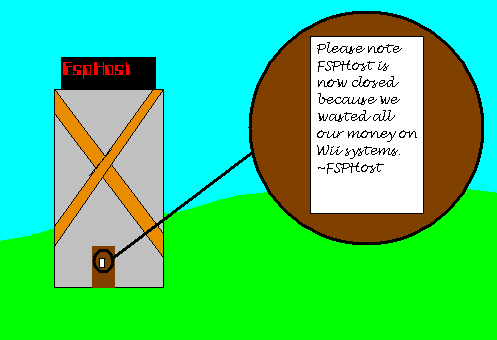 FspHost
Please note
FSPHost is
now closed
because we
wasted all
our money on
Wii systems.
~FSPHost